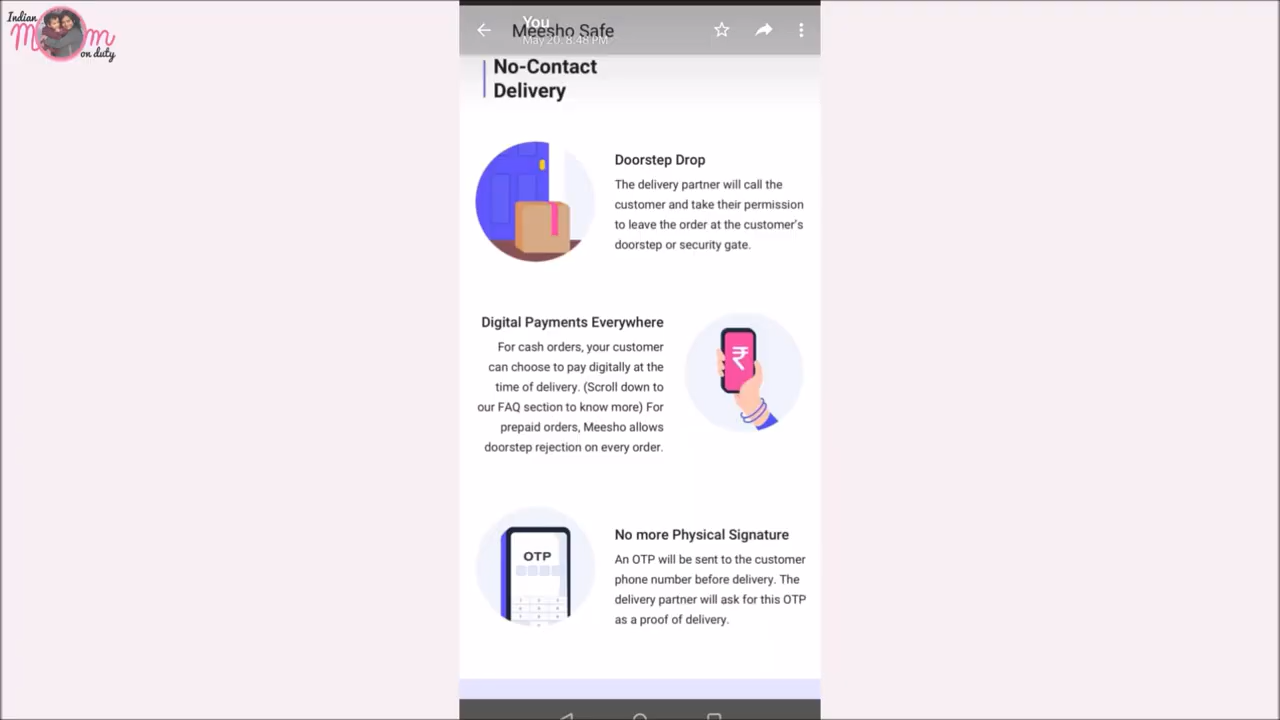 Indian
Mom
on duty
You
Meesho Safe
May 20, 8:48 PM
No-Contact
Delivery
Doorstep Drop
The delivery partner will call the
customer and take their permission
to leave the order at the customer's
doorstep or security gate.
Digital Payments Everywhere
For cash orders, your customer
can choose to pay digitally at the
time of delivery. (Scroll down to
our FAQ section to know more) For
prepaid orders, Meesho allows
doorstep rejection on every order.
₹
OTP
No more Physical Signature
An OTP will be sent to the customer
phone number before delivery. The
delivery partner will ask for this OTP
as a proof of delivery.